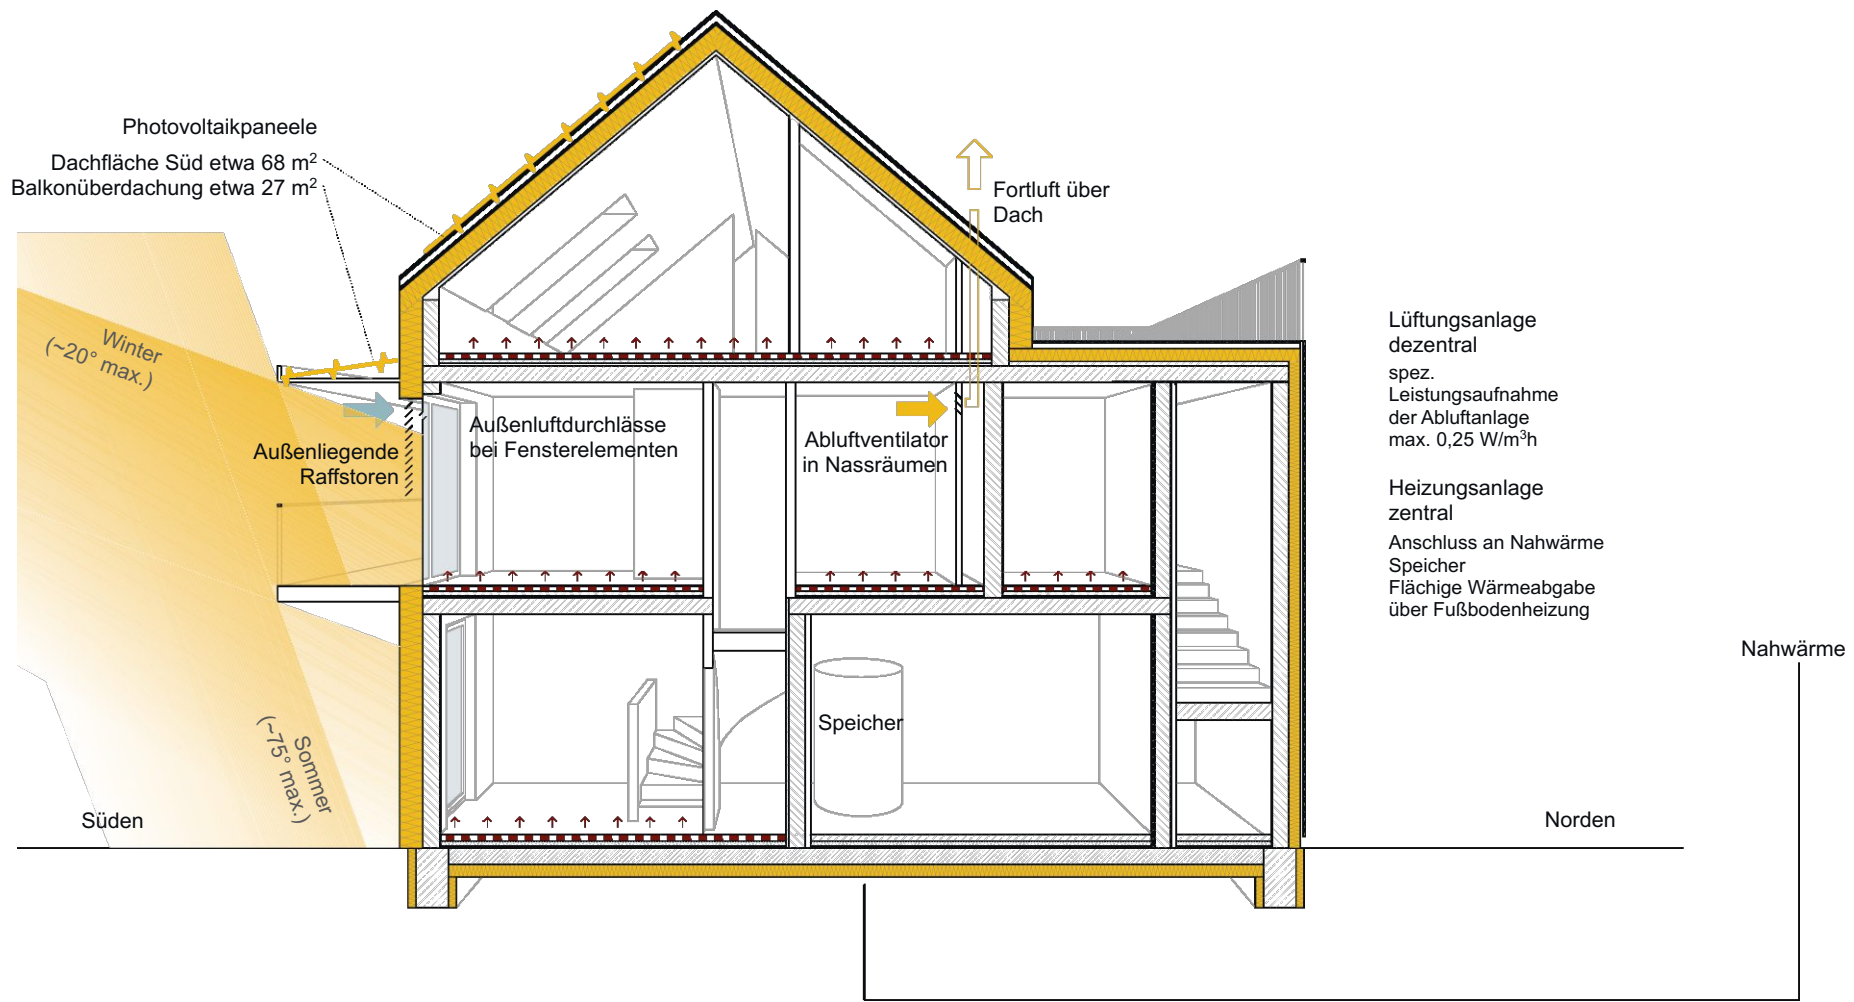 Photovoltaikpaneele
Dachfläche Süd etwa 68 m²
Balkonüberdachung etwa 27 m²
Fortluft über
Dach
Winter
(~20° max.)
Außenliegende
Raffstoren
Außenluftdurchlässe
bei Fensterelementen
Abluftventilator
in Nassräumen
Lüftungsanlage
dezentral
spez.
Leistungsaufnahme
der Abluftanlage
max. 0,25 W/m³h
Heizungsanlage
zentral
Anschluss an Nahwärme
Speicher
Flächige Wärmeabgabe
über Fußbodenheizung
Nahwärme
Speicher
Sommer
(~75° max.)
Süden
Norden